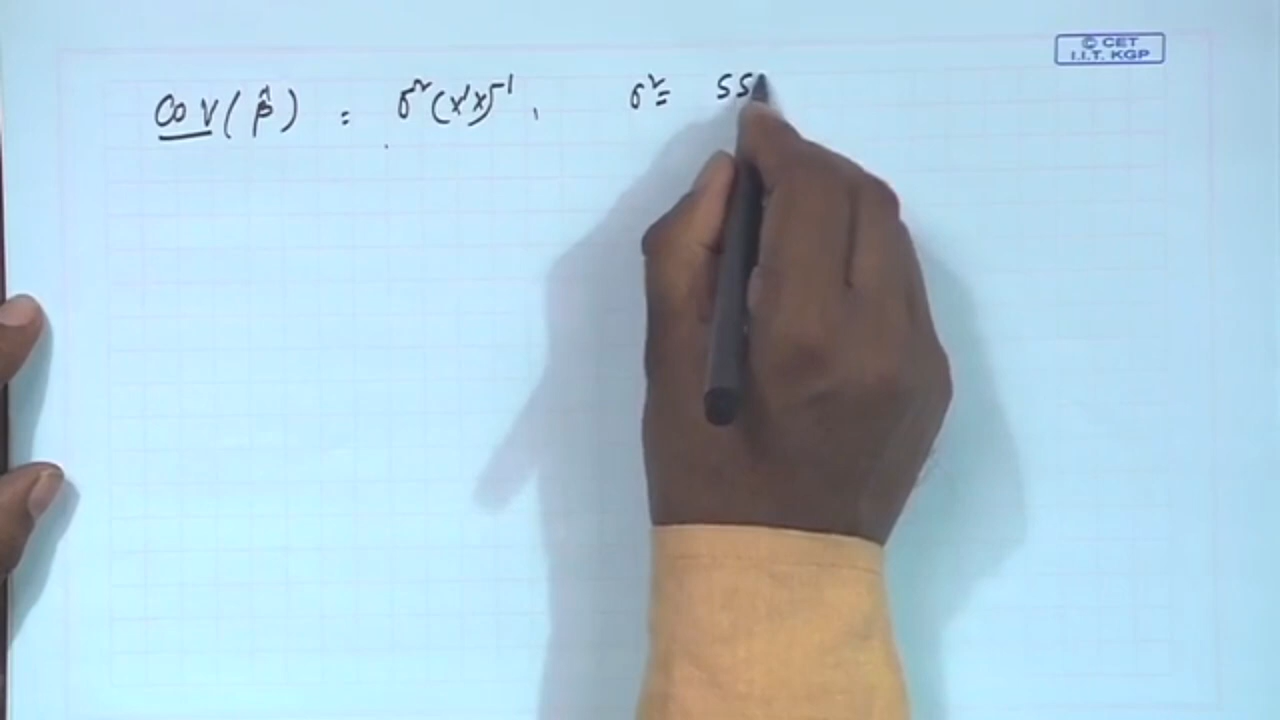 © CET
I.I.T. KGP
COV(β̂) = σ²(X'X)⁻¹, σ² = SS